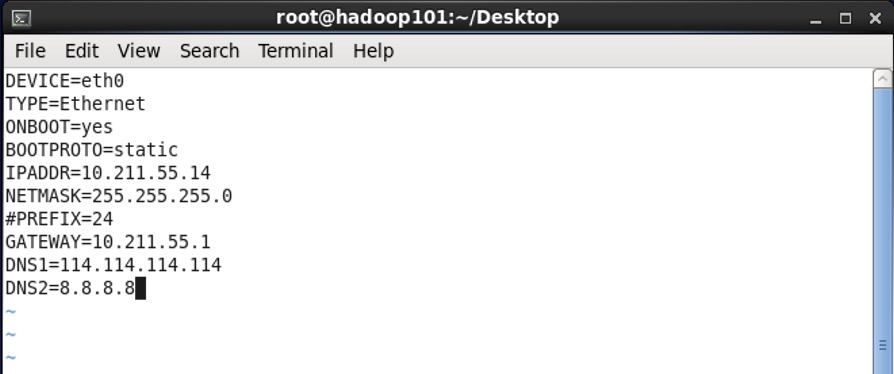 root@hadoop101:~/Desktop
File Edit View Search Terminal Help
DEVICE=eth0
TYPE=Ethernet
ONBOOT=yes
BOOTPROTO=static
IPADDR=10.211.55.14
NETMASK=255.255.255.0
#PREFIX=24
GATEWAY=10.211.55.1
DNS1=114.114.114.114
DNS2=8.8.8.8
~
~
~